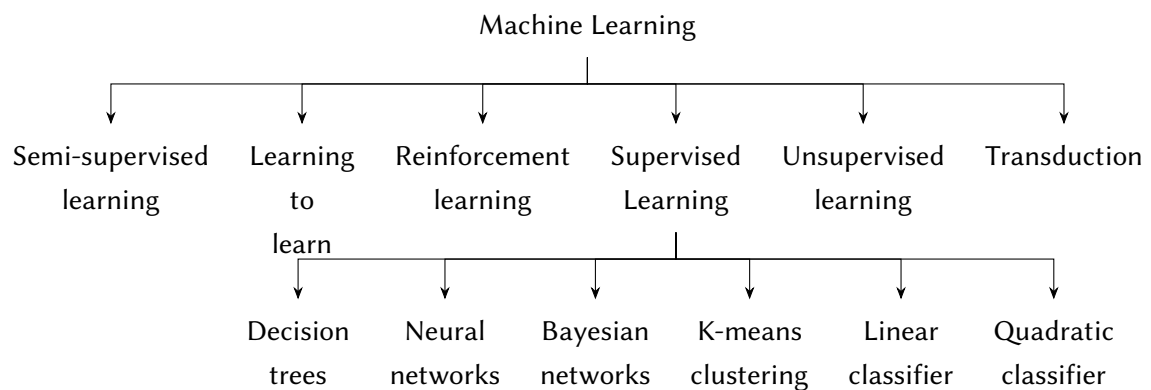 Machine Learning
Semi-supervised learning
Learning to learn
Reinforcement learning
Supervised Learning
Unsupervised learning
Transduction
Decision trees
Neural networks
Bayesian networks
K-means clustering
Linear classifier
Quadratic classifier